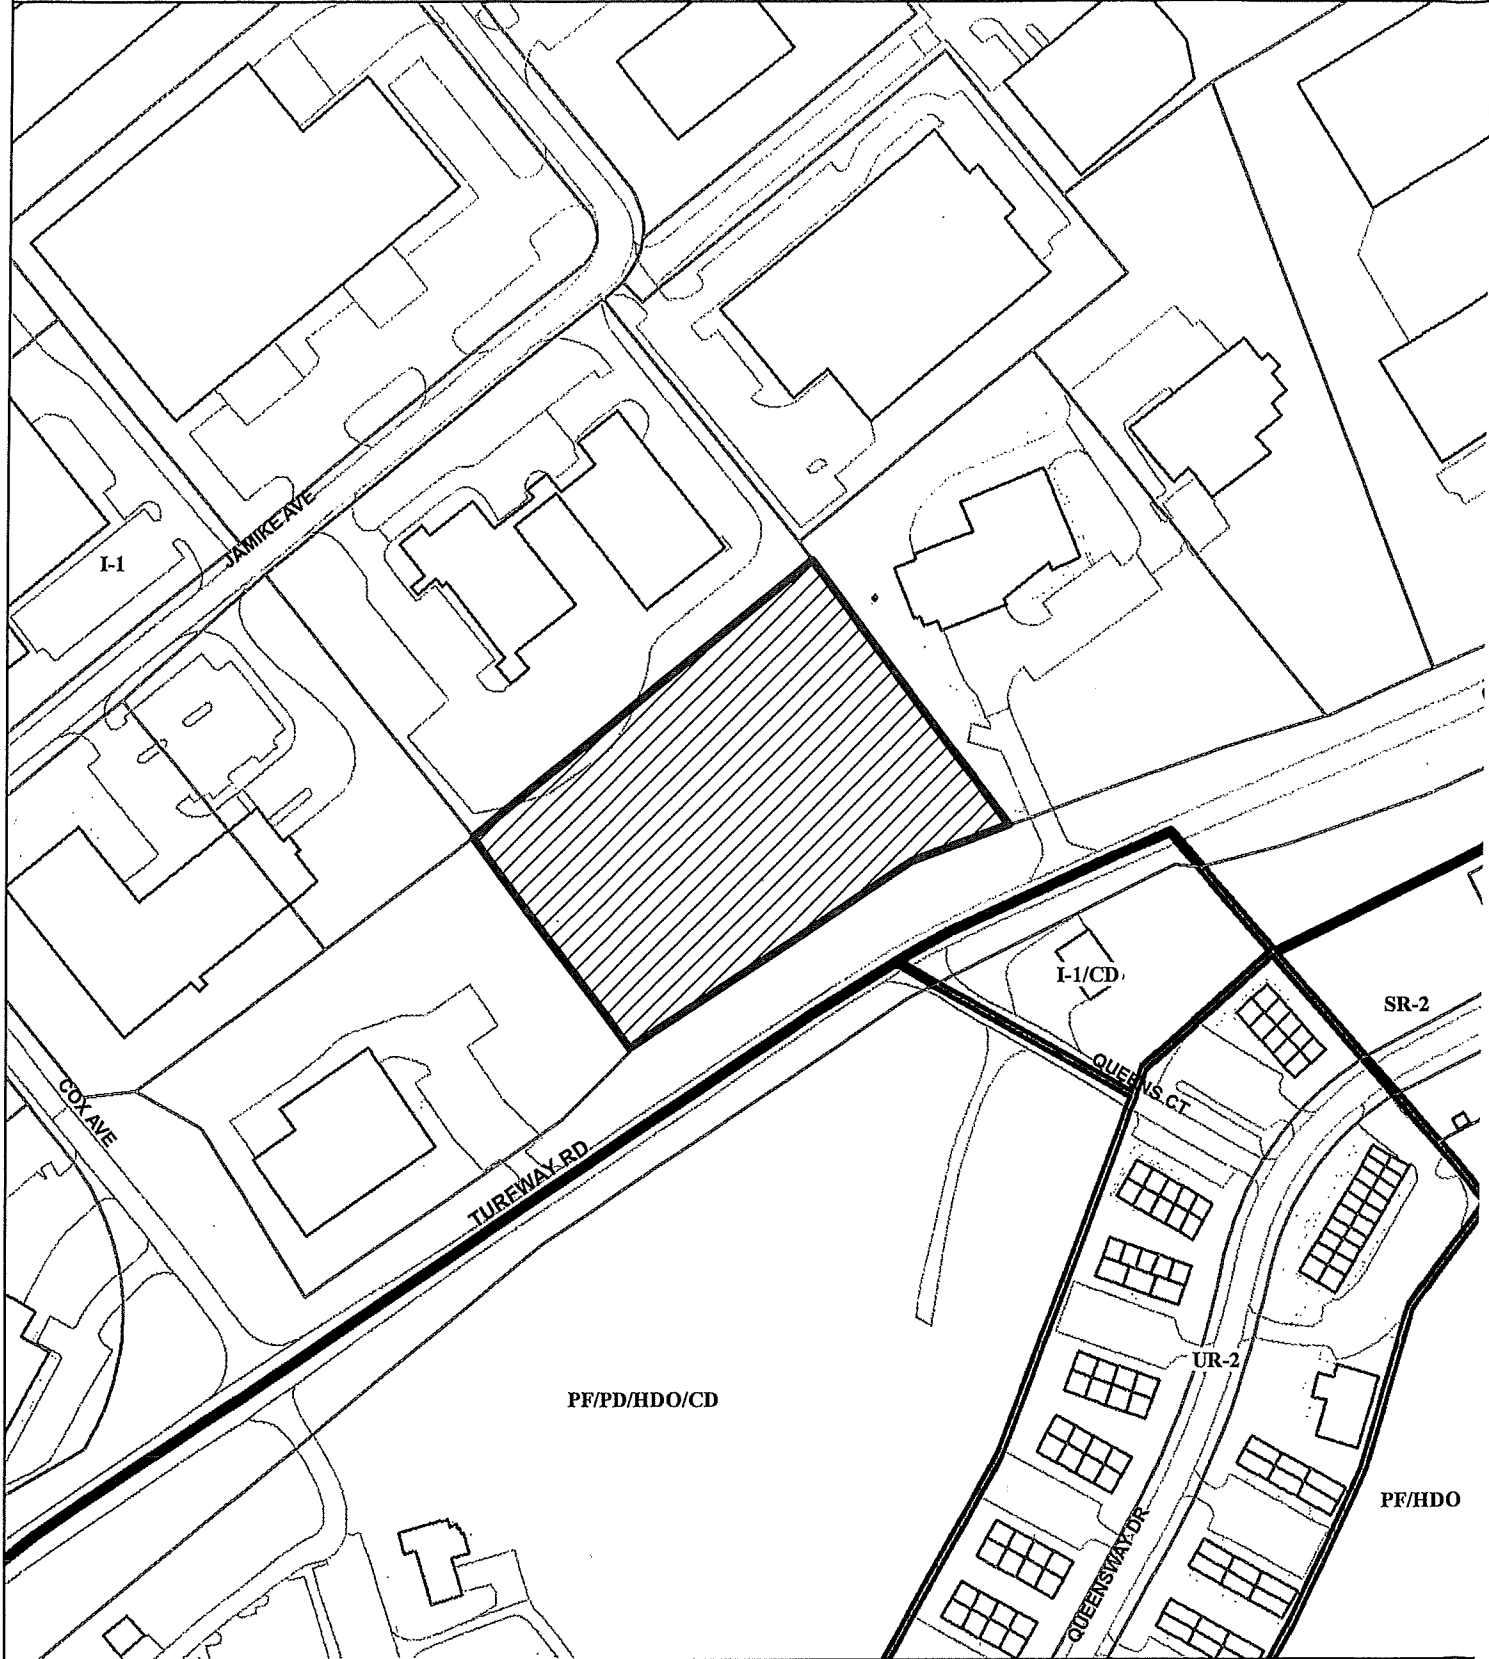 JAMIKE AVE
I-1
I-1/CD
SR-2
QUEENS CT
COX AVE
TUREWAY RD
UR-2
PF/PD/HDO/CD
PF/HDO
QUEENSWAY DR